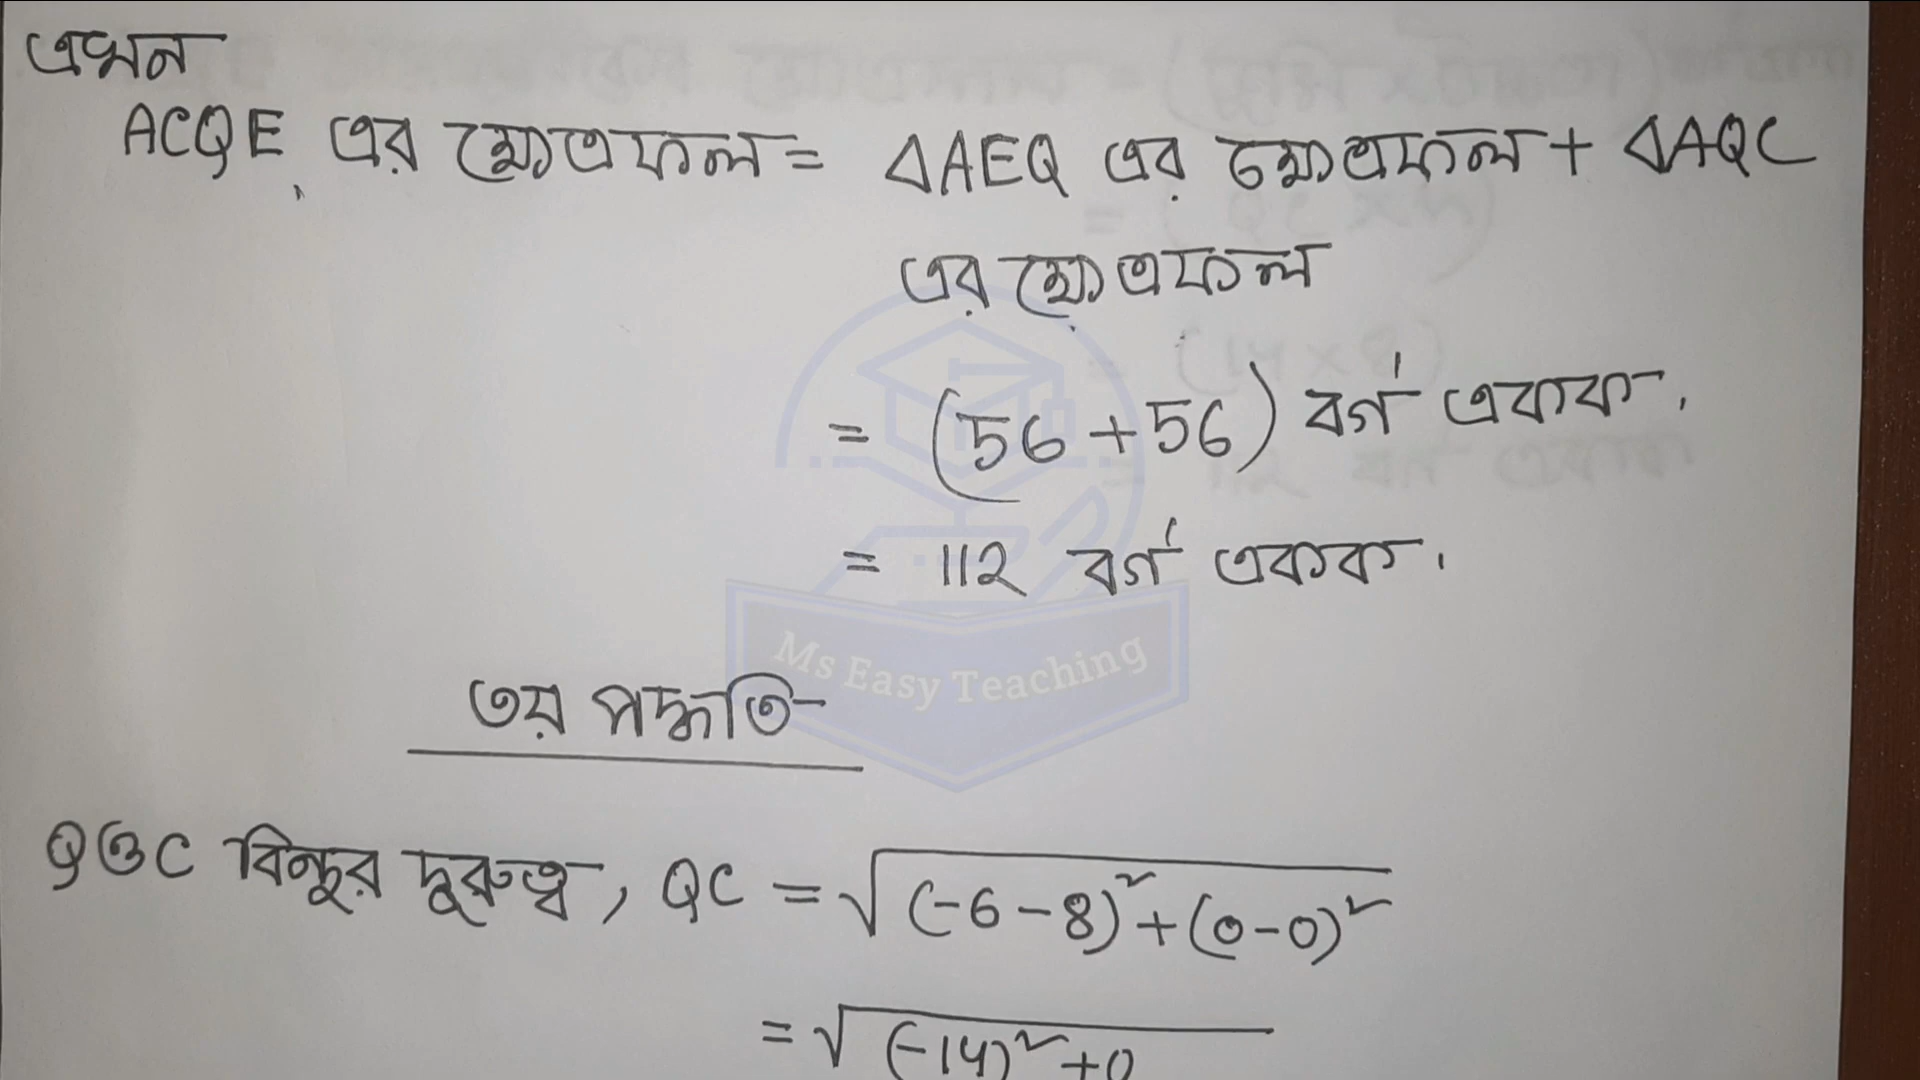 এখন
ACQE এর ক্ষেত্রফল = ΔAEQ এর ক্ষেত্রফল + ΔAQC
এর ক্ষেত্রফল
= (56+56) বর্গ একক.
= 112 বর্গ একক.
Ms Easy Teaching
৩য় পদ্ধতি-
Q ও C বিন্দুর দুরুত্ব, QC = √(-6-8)²+(0-0)²
= √(-14)²+0